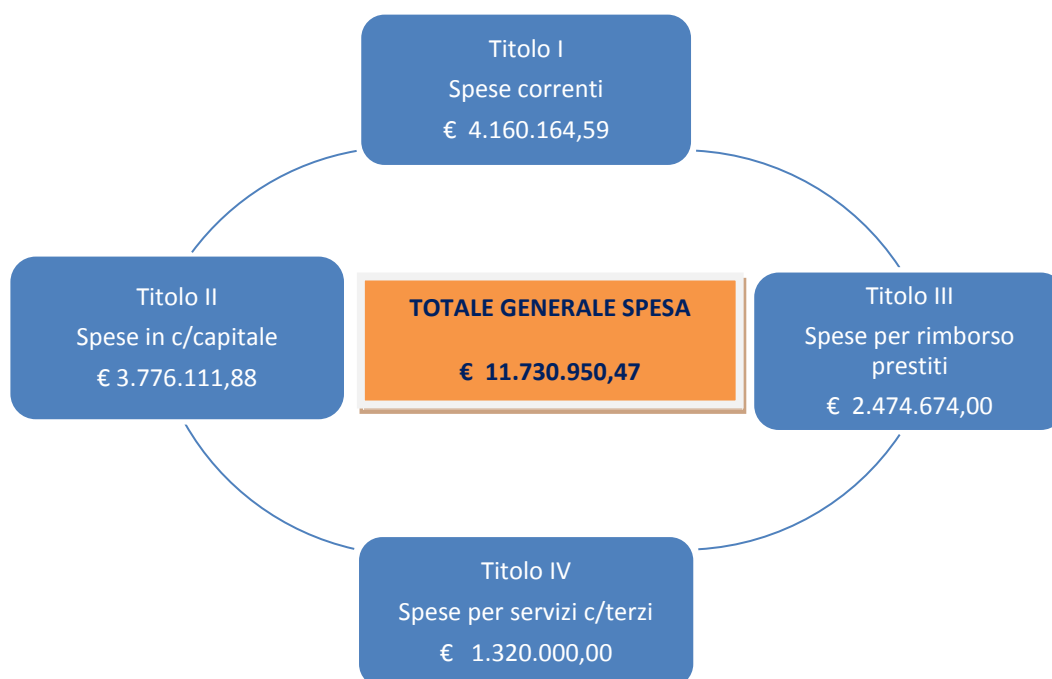 Titolo I
Spese correnti
€ 4.160.164,59
Titolo II
Spese in c/capitale
€ 3.776.111,88
TOTALE GENERALE SPESA
€ 11.730.950,47
Titolo III
Spese per rimborso
prestiti
€ 2.474.674,00
Titolo IV
Spese per servizi c/terzi
€ 1.320.000,00